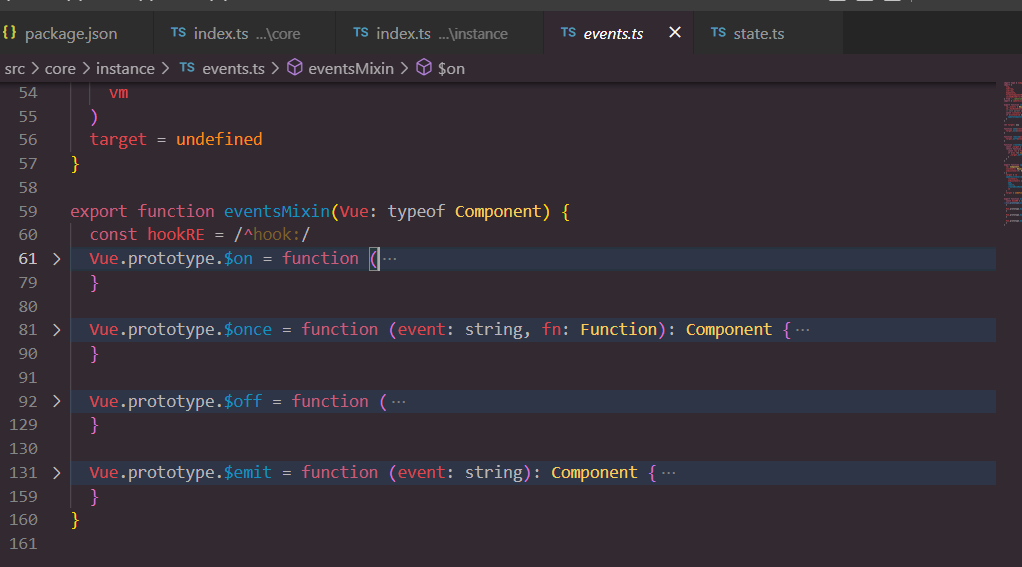 {} package.json TS index.ts ...\core TS index.ts ...\instance TS events.ts × TS state.ts
src > core > instance > TS events.ts > eventsMixin > $on
54 vm
55 )
56 target = undefined
57 }
58
59 export function eventsMixin(Vue: typeof Component) {
60 const hookRE = /^hook:/
61 > Vue.prototype.$on = function (···
79 }
80
81 > Vue.prototype.$once = function (event: string, fn: Function): Component {···
90 }
91
92 > Vue.prototype.$off = function (···
129 }
130
131 > Vue.prototype.$emit = function (event: string): Component {···
159 }
160 }
161